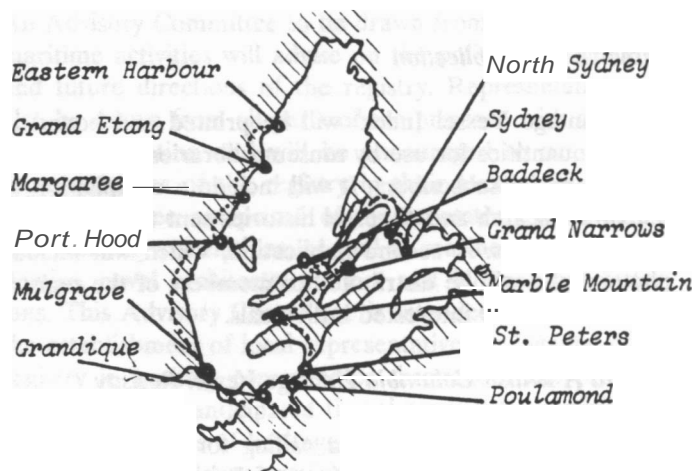 Eastern Harbour
Grand Etang
Margaree
Port. Hood
Mulgrave
Grandique
North Sydney
Sydney
Baddeck
Grand Narrows
Marble Mountain
St. Peters
Poulamond